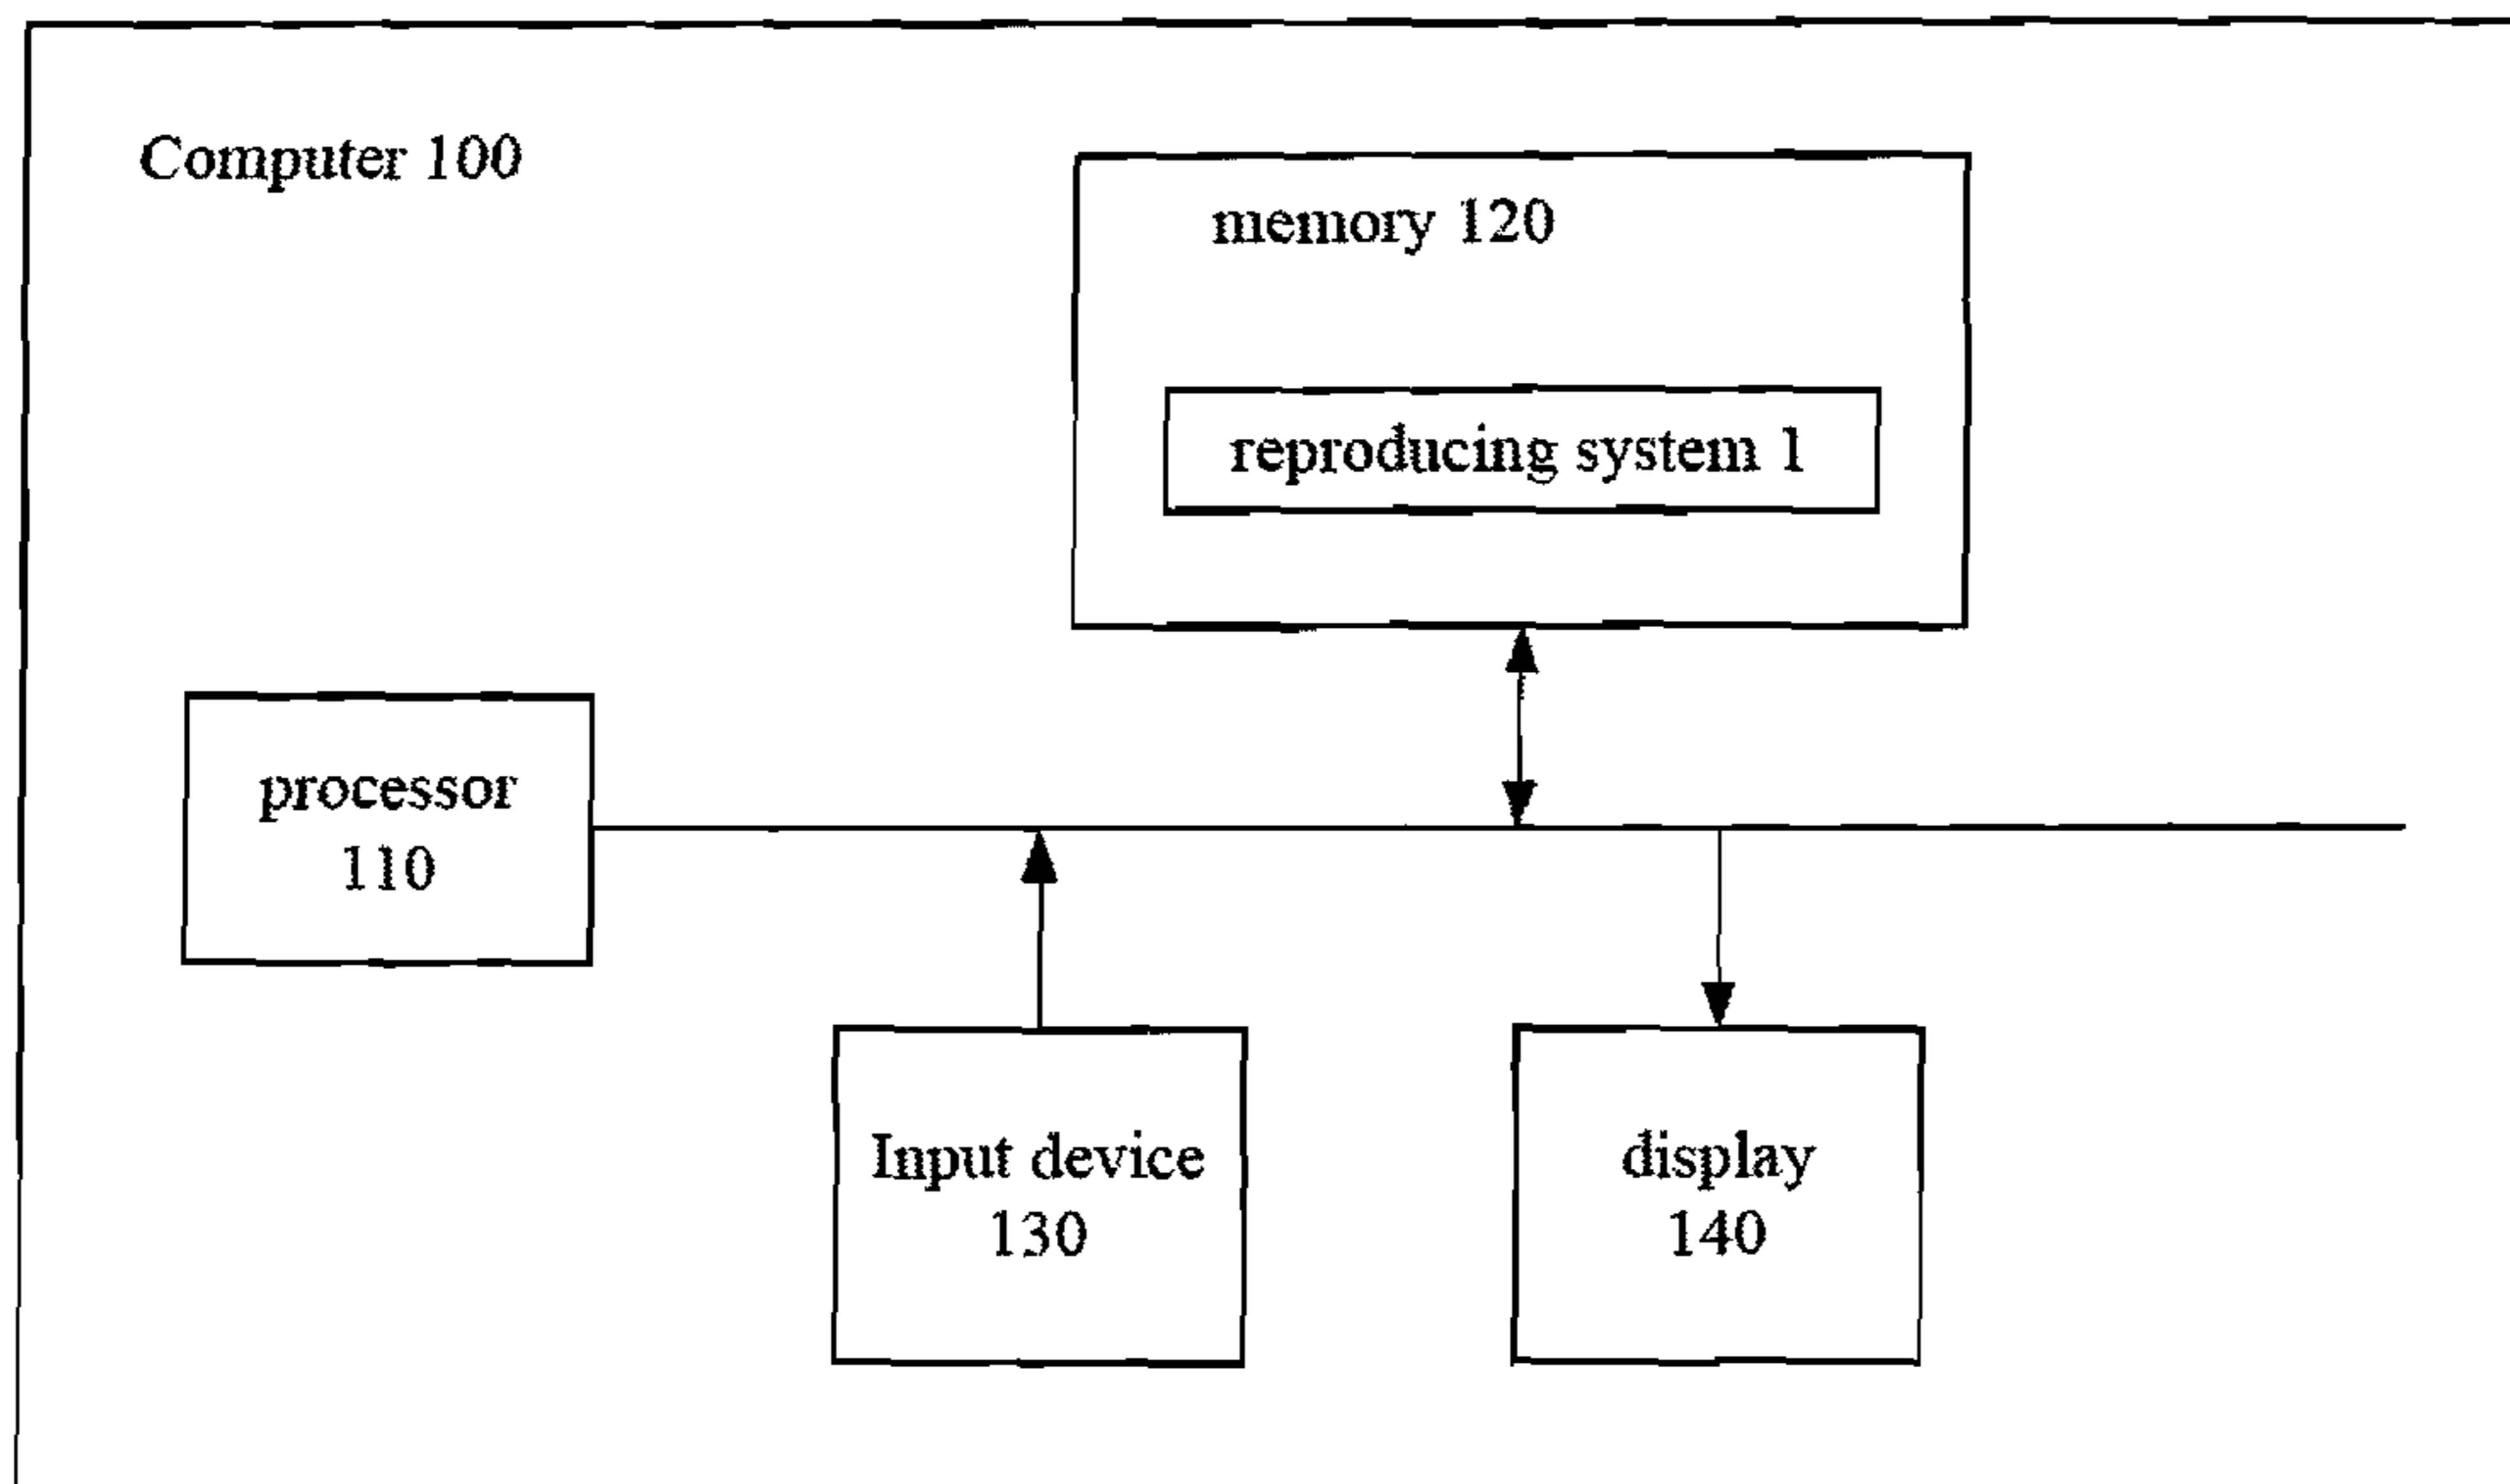 Computer 100
memory 120
reproducing system 1
processor
110
Input device
130
display
140